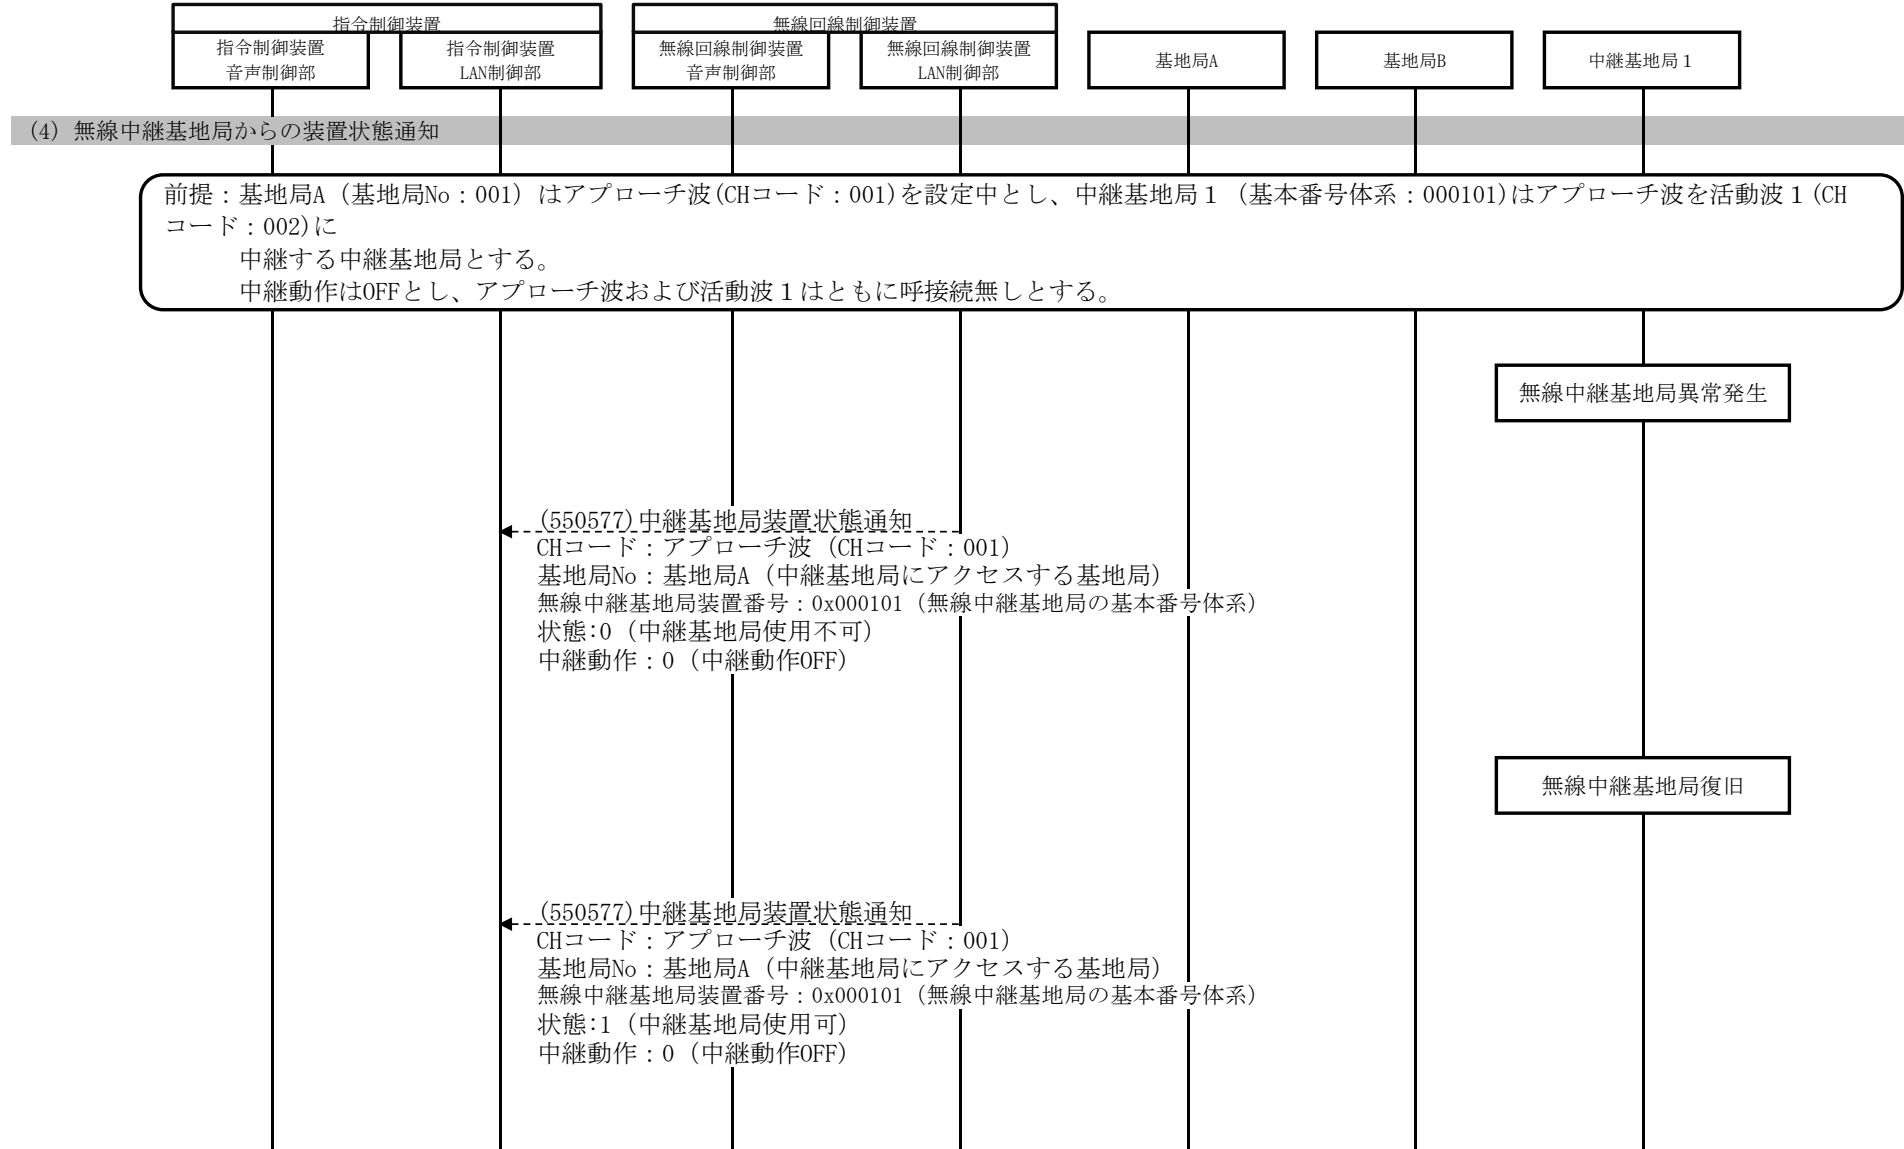 指令制御装置
無線回線制御装置
指令制御装置
音声制御部
指令制御装置
LAN制御部
無線回線制御装置
音声制御部
無線回線制御装置
LAN制御部
基地局A
基地局B
中継基地局１
(4) 無線中継基地局からの装置状態通知
前提：基地局A（基地局No：001）はアプローチ波(CHコード：001)を設定中とし、中継基地局１（基本番号体系：000101)はアプローチ波を活動波１(CH
コード：002)に
中継する中継基地局とする。
中継動作はOFFとし、アプローチ波および活動波１はともに呼接続無しとする。
無線中継基地局異常発生
(550577)中継基地局装置状態通知
CHコード：アプローチ波（CHコード：001）
基地局No：基地局A（中継基地局にアクセスする基地局）
無線中継基地局装置番号：0x000101（無線中継基地局の基本番号体系）
状態:0（中継基地局使用不可）
中継動作：0（中継動作OFF）
無線中継基地局復旧
(550577)中継基地局装置状態通知
CHコード：アプローチ波（CHコード：001）
基地局No：基地局A（中継基地局にアクセスする基地局）
無線中継基地局装置番号：0x000101（無線中継基地局の基本番号体系）
状態:1（中継基地局使用可）
中継動作：0（中継動作OFF）